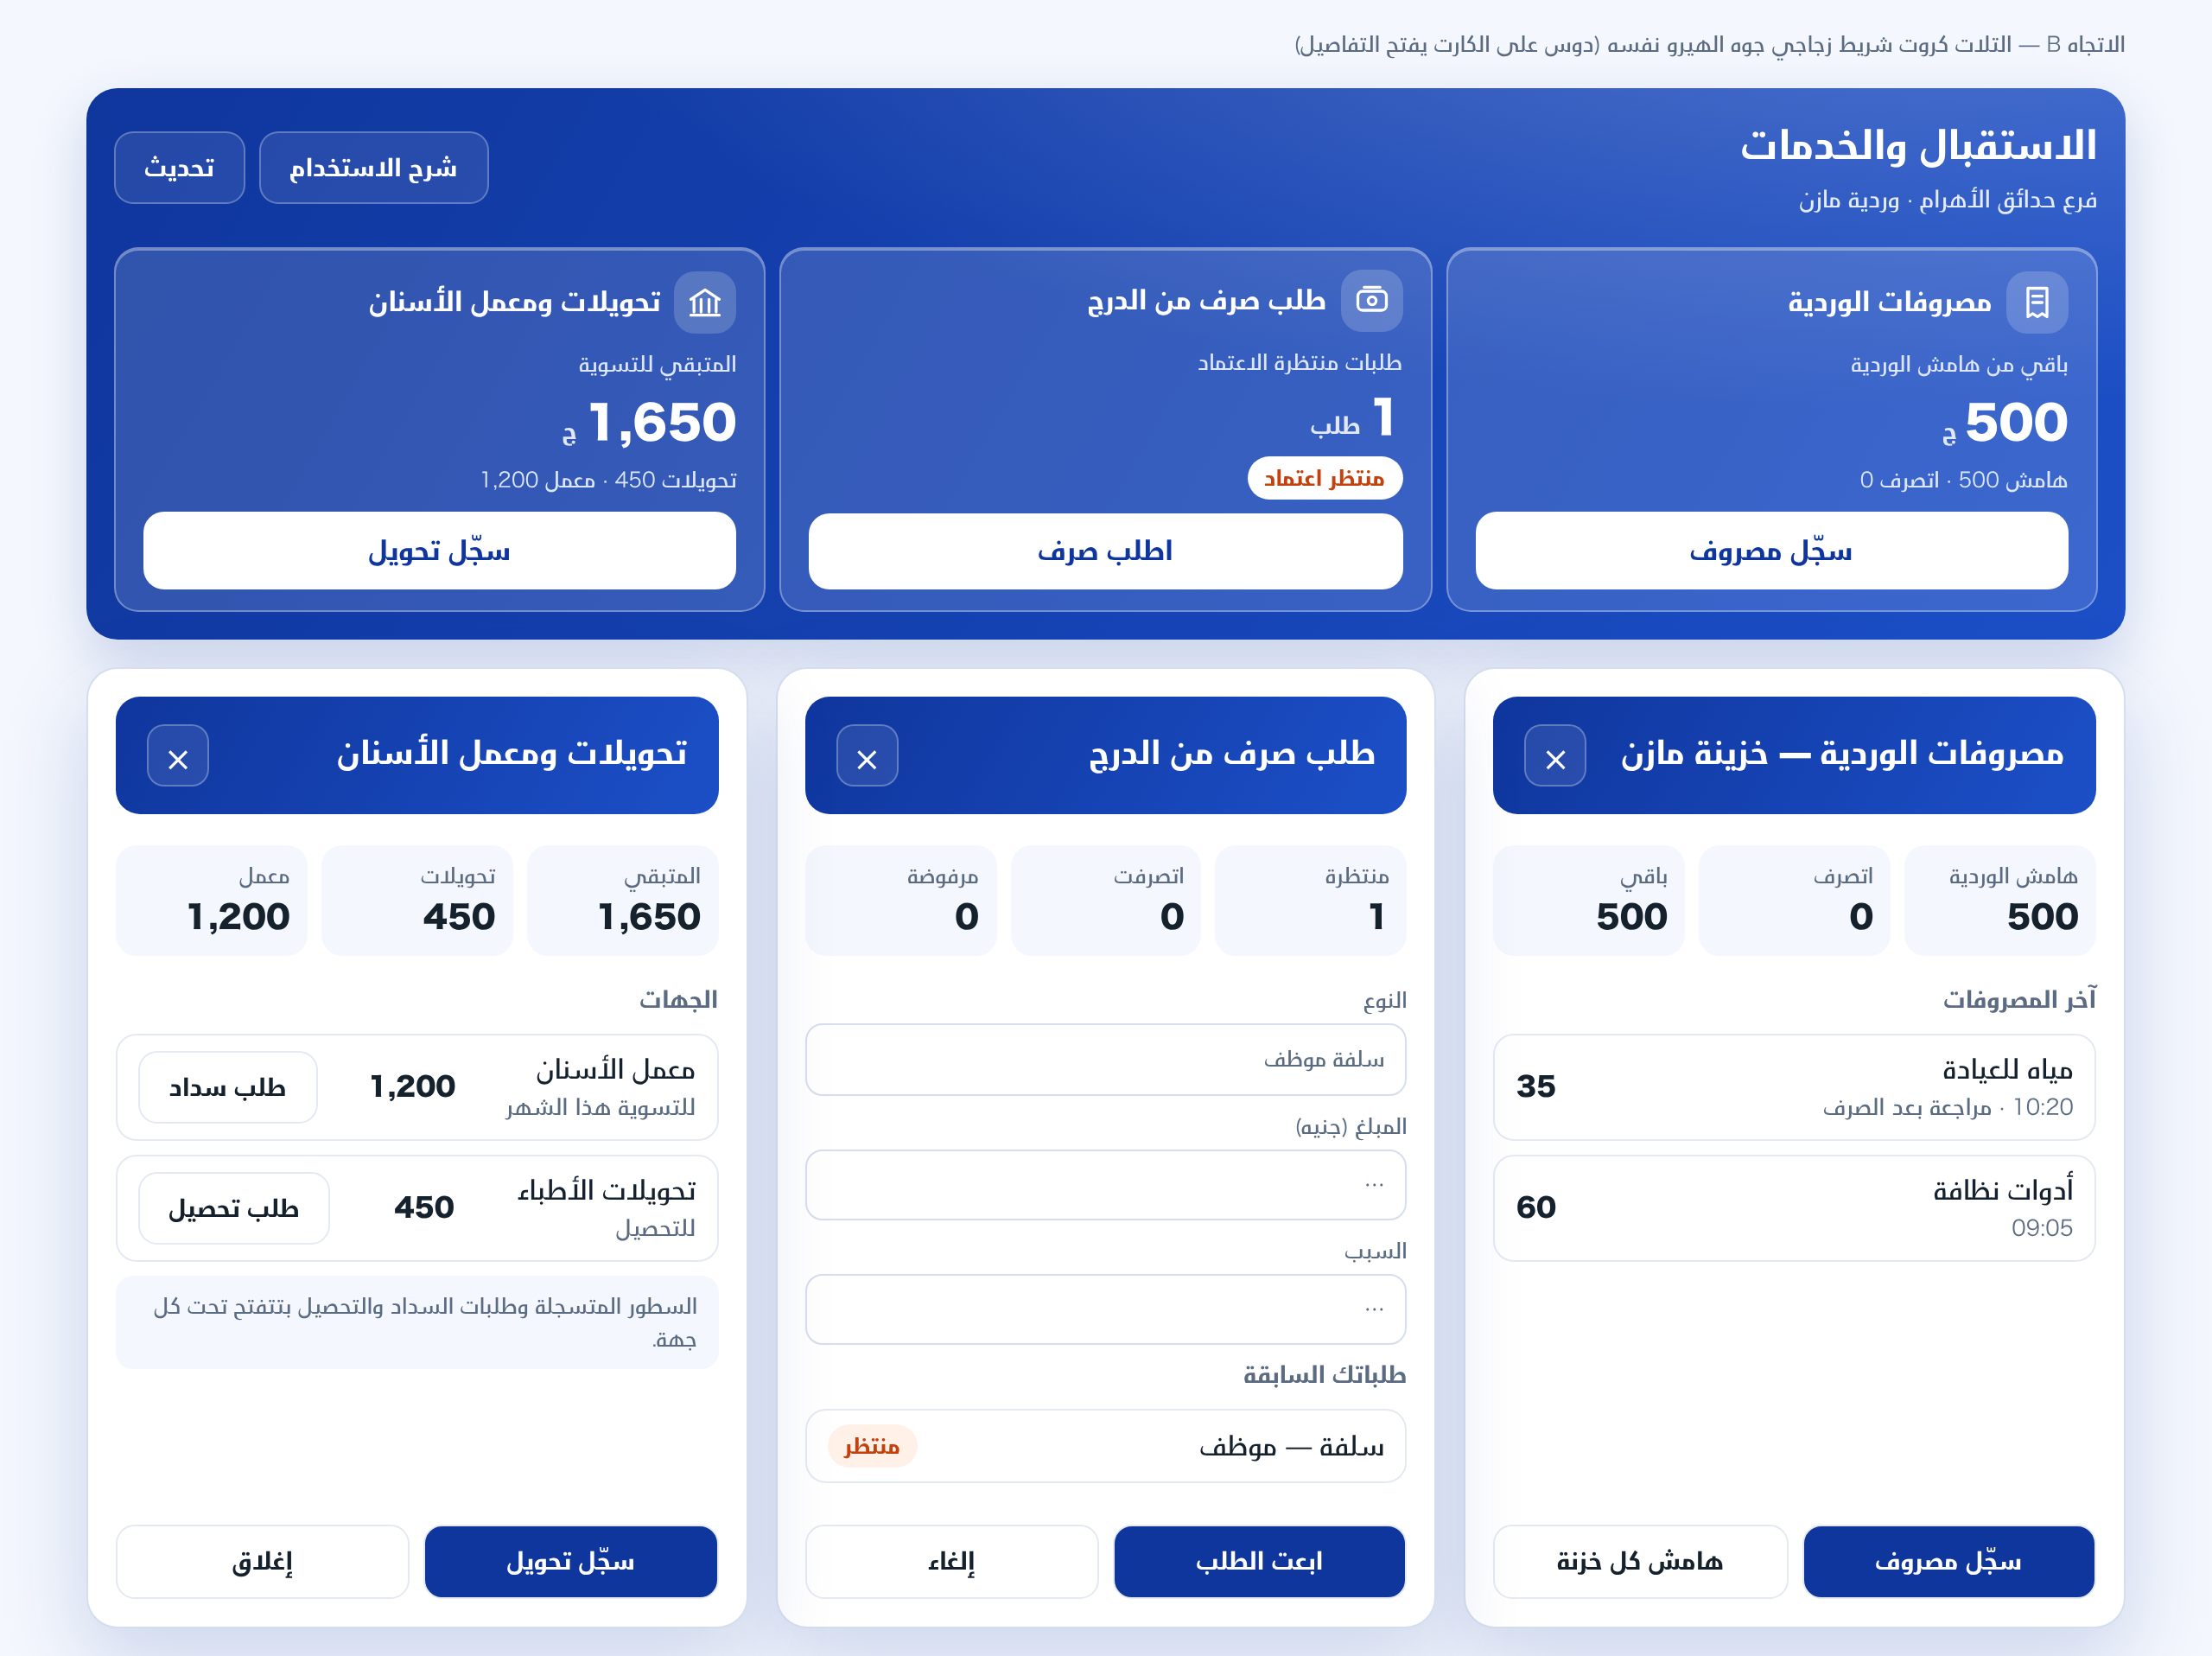 الاتجاه B — التلات كروت شريط زجاجي جوه الهيرو نفسه (دوس على الكارت يفتح التفاصيل)
الاستقبال والخدمات
فرع حدائق الأهرام · وردية مازن
شرح الاستخدام
تحديث
مصروفات الوردية
باقي من هامش الوردية
500 ج
هامش 500 · اتصرف 0
سجّل مصروف
طلب صرف من الدرج
طلبات منتظرة الاعتماد
1 طلب
منتظر اعتماد
اطلب صرف
تحويلات ومعمل الأسنان
المتبقي للتسوية
1,650 ج
تحويلات 450 · معمل 1,200
سجّل تحويل
مصروفات الوردية — خزينة مازن
×
هامش الوردية
500
اتصرف
0
باقي
500
آخر المصروفات
مياه للعيادة
10:20 · مراجعة بعد الصرف
35
أدوات نظافة
09:05
60
سجّل مصروف
هامش كل خزنة
طلب صرف من الدرج
×
منتظرة
1
اتصرفت
0
مرفوضة
0
النوع
سلفة موظف
المبلغ (جنيه)
...
السبب
...
طلباتك السابقة
سلفة — موظف
منتظر
ابعت الطلب
إلغاء
تحويلات ومعمل الأسنان
×
المتبقي
1,650
تحويلات
450
معمل
1,200
الجهات
معمل الأسنان
للتسوية هذا الشهر
1,200
طلب سداد
تحويلات الأطباء
للتحصيل
450
طلب تحصيل
السطور المتسجلة وطلبات السداد والتحصيل بتتفتح تحت كل
جهة.
سجّل تحويل
إغلاق